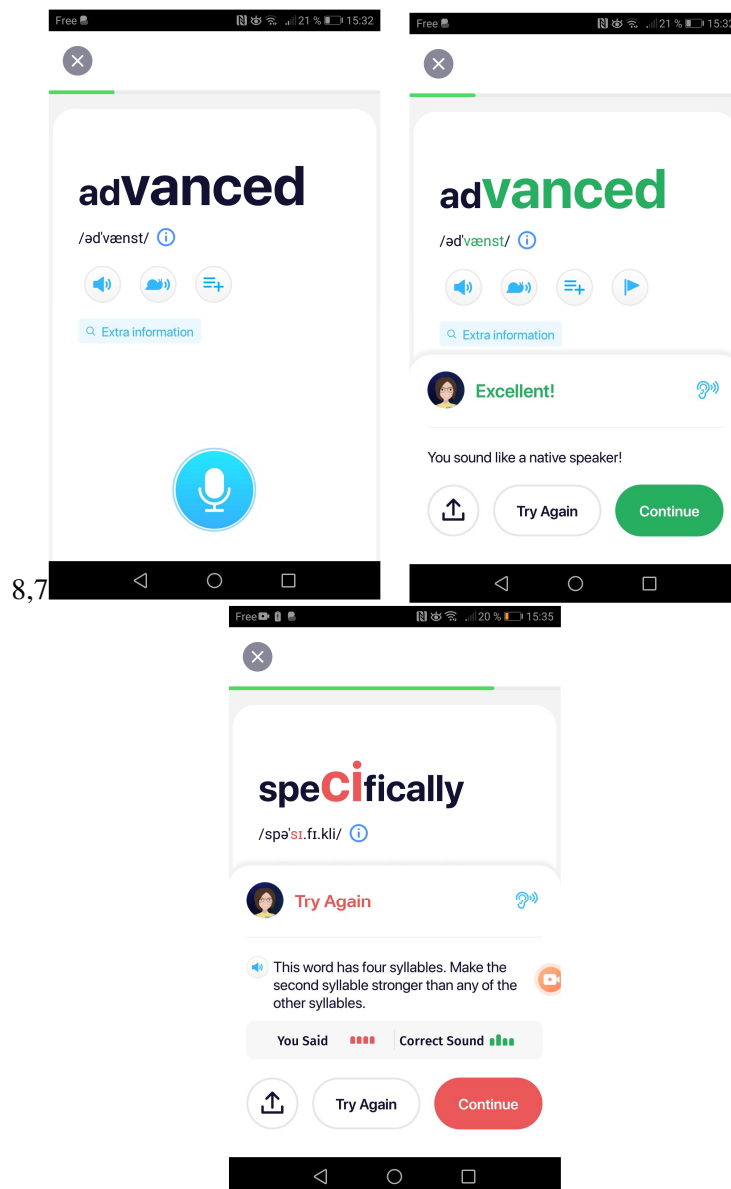 Free 21 % 15:32
advanced
/əd'vænst/
Extra information
Free 21 % 15:32
advanced
/əd'vænst/
Extra information
Excellent!
You sound like a native speaker!
Try Again
Continue
8,7
Free 20 % 15:35
specifically
/spə'sɪ.fɪ.kli/
Try Again
This word has four syllables. Make the
second syllable stronger than any of the
other syllables.
You Said Correct Sound
Try Again Continue